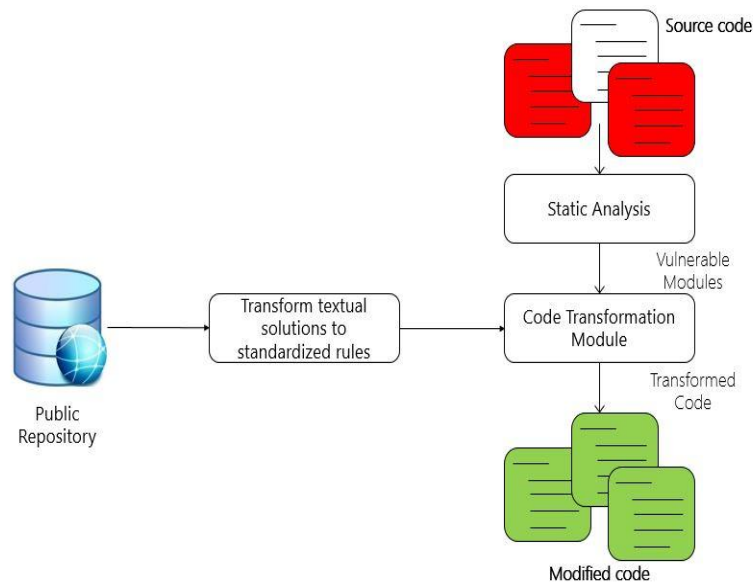 Source code
Static Analysis
Vulnerable
Modules
Transform textual
solutions to
standardized rules
Code Transformation
Module
Public
Repository
Transformed
Code
Modified code